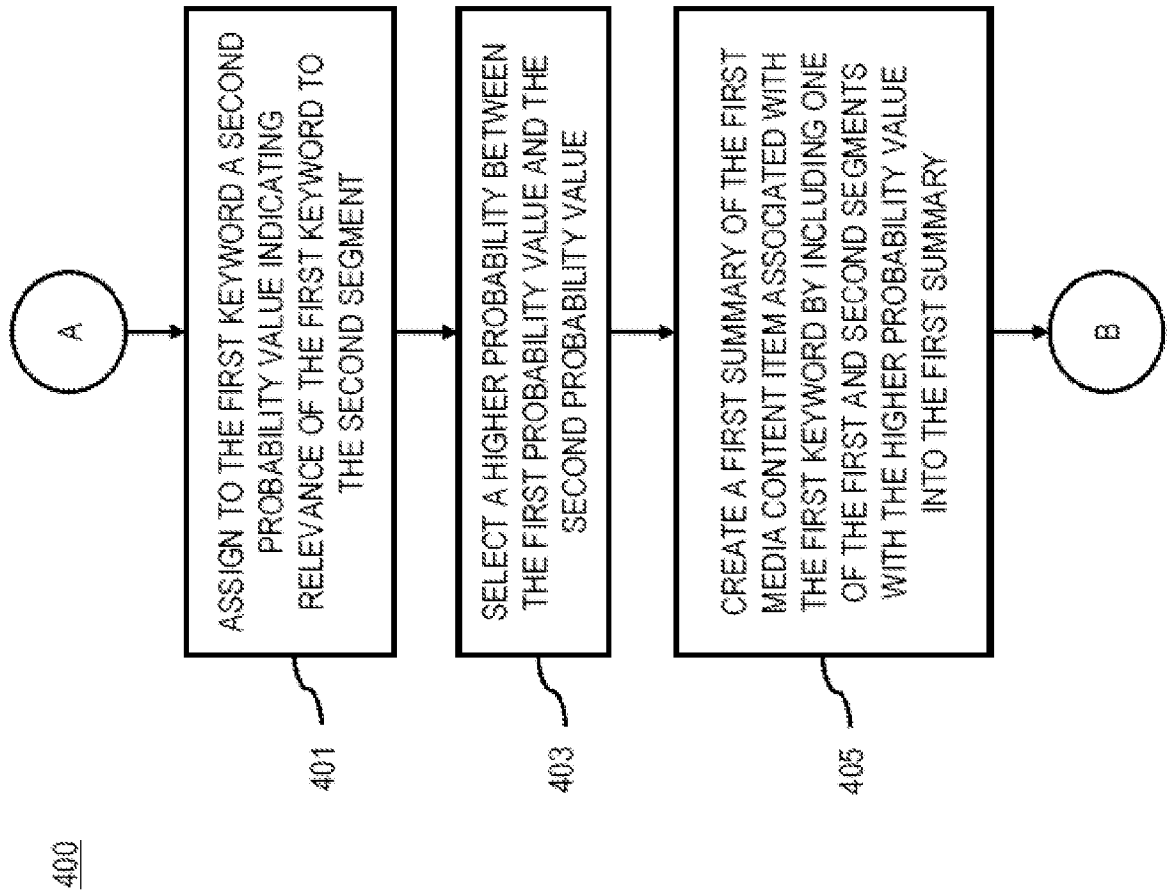 400
A
ASSIGN TO THE FIRST KEYWORD A SECOND
PROBABILITY VALUE INDICATING
RELEVANCE OF THE FIRST KEYWORD TO
THE SECOND SEGMENT
401
SELECT A HIGHER PROBABILITY BETWEEN
THE FIRST PROBABILITY VALUE AND THE
SECOND PROBABILITY VALUE
403
CREATE A FIRST SUMMARY OF THE FIRST
MEDIA CONTENT ITEM ASSOCIATED WITH
THE FIRST KEYWORD BY INCLUDING ONE
OF THE FIRST AND SECOND SEGMENTS
WITH THE HIGHER PROBABILITY VALUE
INTO THE FIRST SUMMARY
405
B